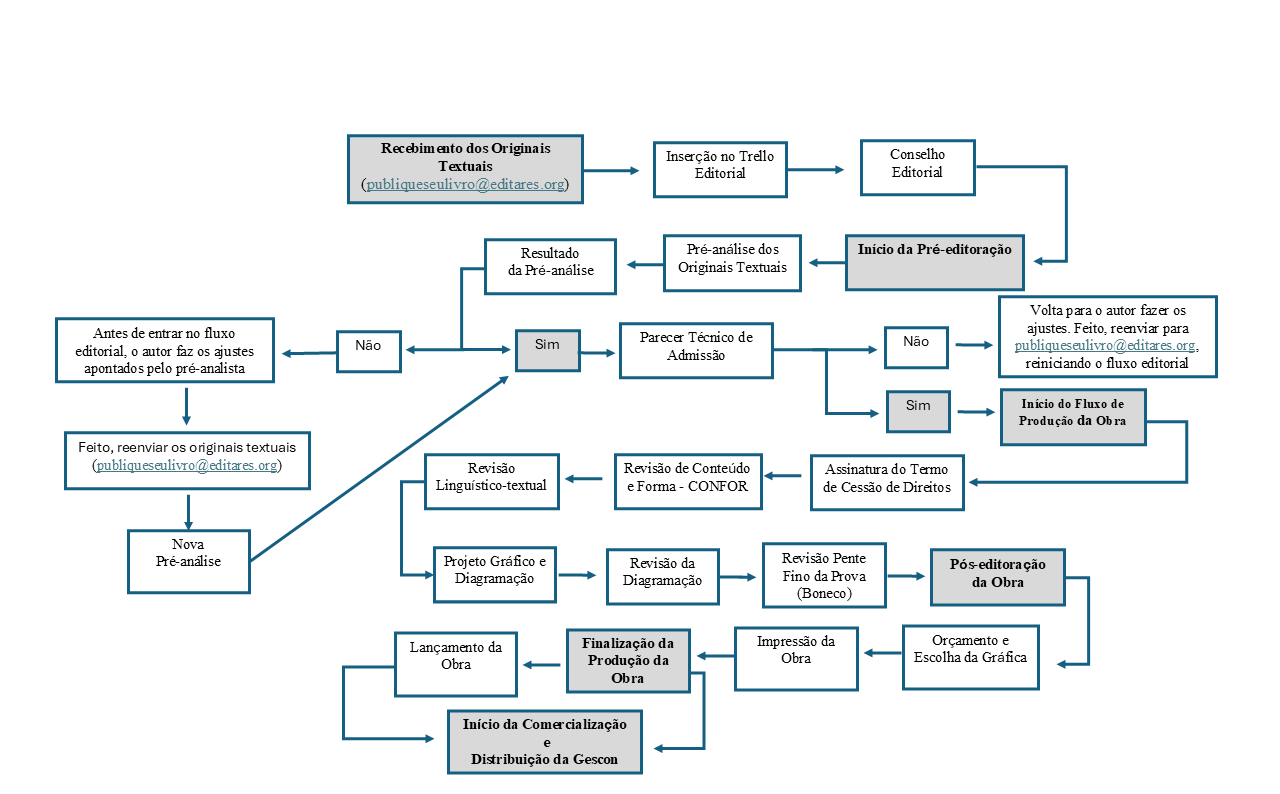 Recebimento dos Originais
Textuais
(publiqueseulivro@editares.org)
Inserção no Trello
Editorial
Conselho
Editorial
Início da Pré-editoração
Pré-análise dos
Originais Textuais
Resultado
da Pré-análise
Antes de entrar no fluxo
editorial, o autor faz os ajustes
apontados pelo pré-analista
Não
Sim
Parecer Técnico de
Admissão
Não
Volta para o autor fazer os
ajustes. Feito, reenviar para
publiqueseulivro@editares.org,
reiniciando o fluxo editorial
Sim
Início do Fluxo de
Produção da Obra
Feito, reenviar os originais textuais
(publiqueseulivro@editares.org)
Nova
Pré-análise
Assinatura do Termo
de Cessão de Direitos
Revisão de Conteúdo
e Forma - CONFOR
Revisão
Linguístico-textual
Projeto Gráfico e
Diagramação
Revisão da
Diagramação
Revisão Pente
Fino da Prova
(Boneco)
Pós-editoração
da Obra
Orçamento e
Escolha da Gráfica
Impressão da
Obra
Finalização da
Produção da
Obra
Lançamento da
Obra
Início da Comercialização
e
Distribuição da Gescon